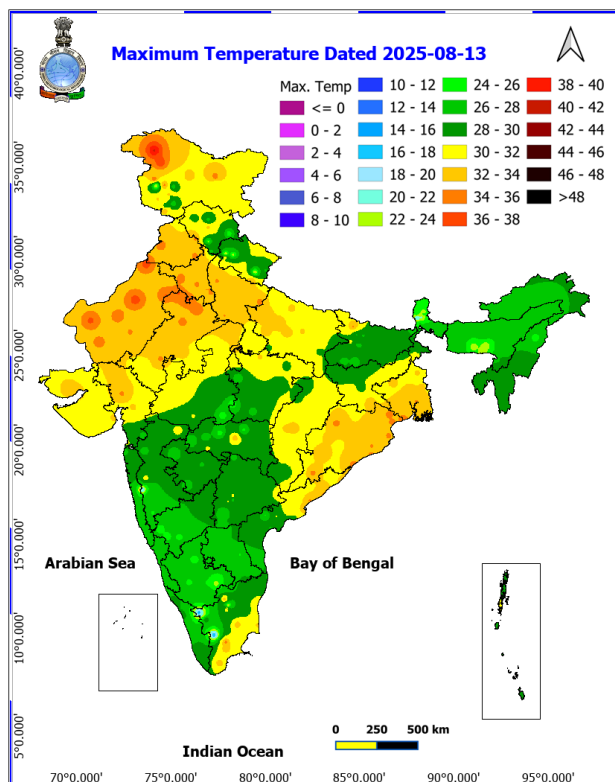 Maximum Temperature Dated 2025-08-13
Max. Temp
<= 0
0 - 2
2 - 4
4 - 6
6 - 8
8 - 10
10 - 12
12 - 14
14 - 16
16 - 18
18 - 20
20 - 22
22 - 24
24 - 26
26 - 28
28 - 30
30 - 32
32 - 34
34 - 36
36 - 38
38 - 40
40 - 42
42 - 44
44 - 46
46 - 48
>48
40°0.000'
35°0.000'
30°0.000'
25°0.000'
20°0.000'
15°0.000'
10°0.000'
5°0.000'
Arabian Sea
Bay of Bengal
Indian Ocean
0 250 500 km
70°0.000' 75°0.000' 80°0.000' 85°0.000' 90°0.000' 95°0.000'